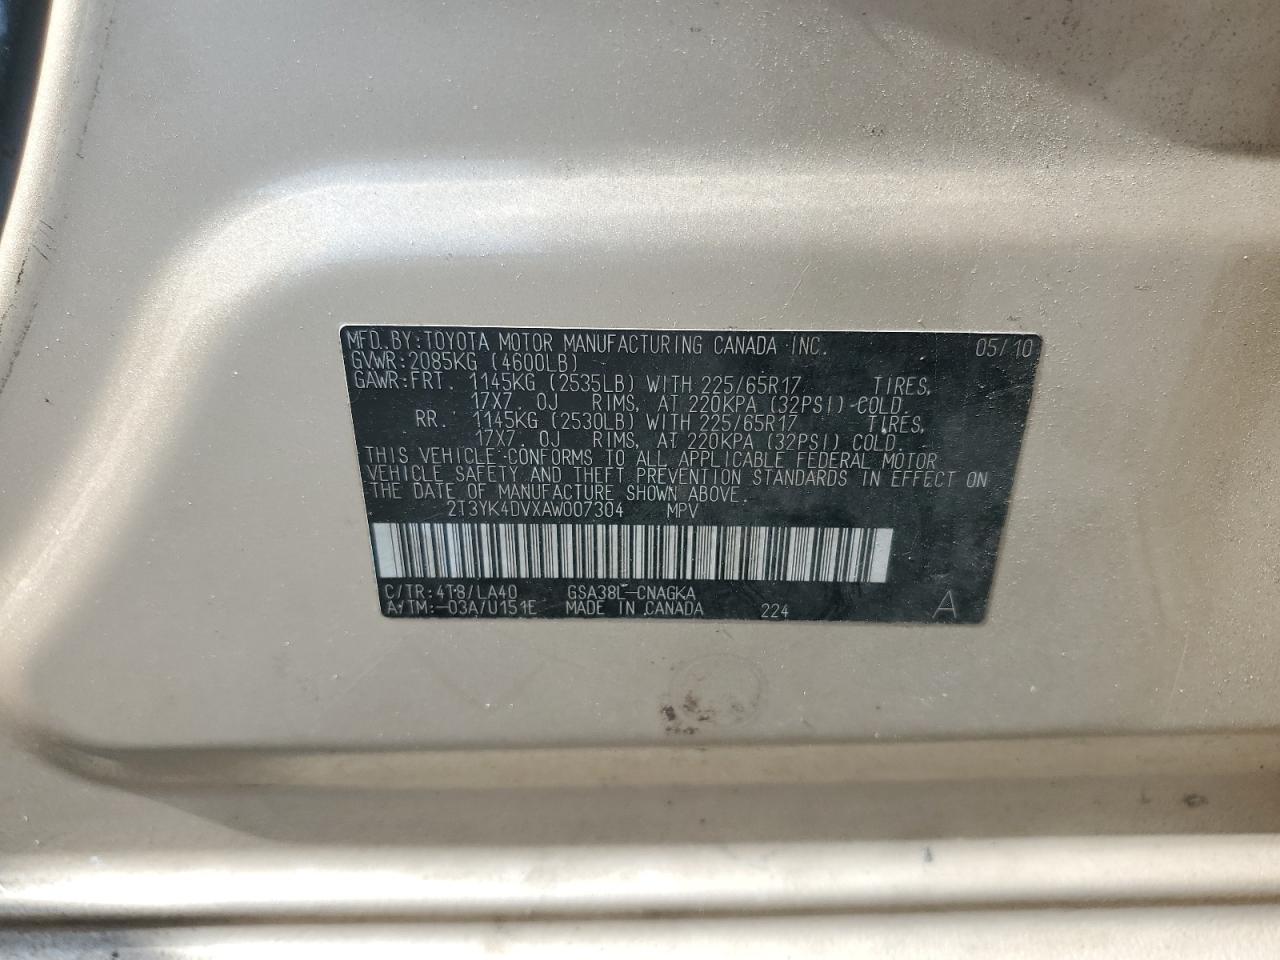 MFD. BY: TOYOTA MOTOR MANUFACTURING CANADA INC. 05/10
GVWR: 2085KG (4600LB)
GAWR: FRT. 1145KG (2535LB) WITH 225/65R17 TIRES,
17X7. 0J RIMS, AT 220KPA (32PSI) COLD.
RR. 1145KG (2530LB) WITH 225/65R17 TIRES,
17X7. 0J RIMS, AT 220KPA (32PSI) COLD.
THIS VEHICLE CONFORMS TO ALL APPLICABLE FEDERAL MOTOR
VEHICLE SAFETY AND THEFT PREVENTION STANDARDS IN EFFECT ON
THE DATE OF MANUFACTURE SHOWN ABOVE.
2T3YK4DVXAW007304 MPV
C/TR: 4T8/LA40 GSA38L-CNAGKA
A/TM: -03A/U151E MADE IN CANADA 224 A